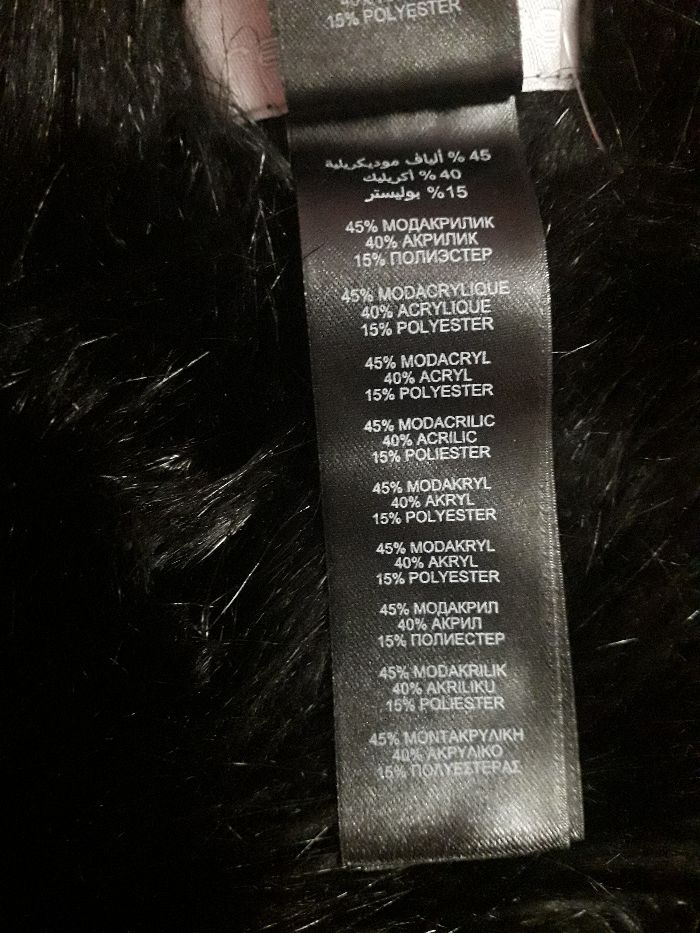 15% POLYESTER
45 % ألياف موديكريلية
40 % اكريليك
15% بوليستر
45% МОДАКРИЛИК
40% АКРИЛИК
15% ПОЛИЭСТЕР
45% MODACRYLIQUE
40% ACRYLIQUE
15% POLYESTER
45% MODACRYL
40% ACRYL
15% POLYESTER
45% MODACRILIC
40% ACRILIC
15% POLIESTER
45% MODAKRYL
40% AKRYL
15% POLYESTER
45% MODAKRYL
40% AKRYL
15% POLYESTER
45% МОДАКРИЛ
40% АКРИЛ
15% ПОЛИЕСТЕР
45% MODAKRILIK
40% AKRILIKU
15% POLIESTER
45% ΜΟΝΤΑΚΡΥΛΙΚΗ
40% ΑΚΡΥΛΙΚΟ
15% ΠΟΛΥΕΣΤΕΡΑΣ